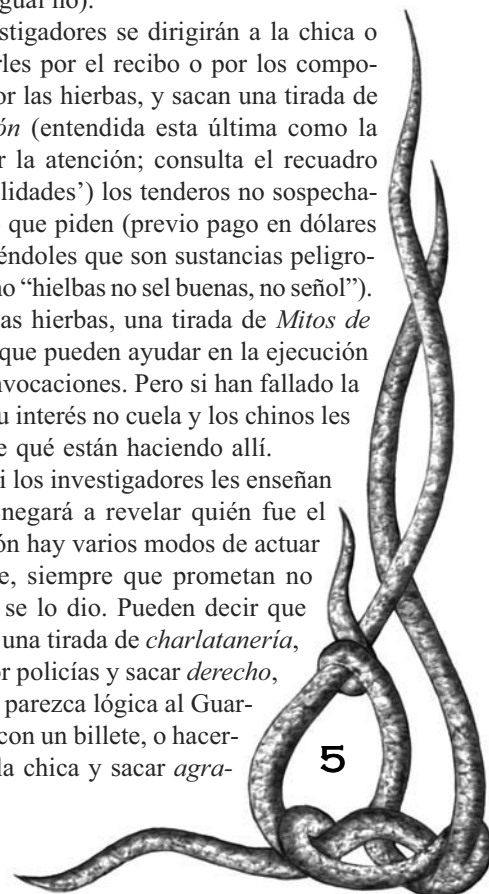 gual no).
stigadores se dirigirán a la chica o
rles por el recibo o por los compo-
or las hierbas, y sacan una tirada de
ón (entendida esta última como la
r la atención; consulta el recuadro
lidades’) los tenderos no sospecha-
que piden (previo pago en dólares
éndoles que son sustancias peligro-
no “hielbas no sel buenas, no señol”).
as hierbas, una tirada de Mitos de
que pueden ayudar en la ejecución
nvocaciones. Pero si han fallado la
u interés no cuela y los chinos les
e qué están haciendo allí.
i los investigadores les enseñan
negará a revelar quién fue el
ón hay varios modos de actuar
e, siempre que prometan no
se lo dio. Pueden decir que
una tirada de charlatanería,
or policías y sacar derecho,
parezca lógica al Guar-
con un billete, o hacer-
la chica y sacar agra-
5